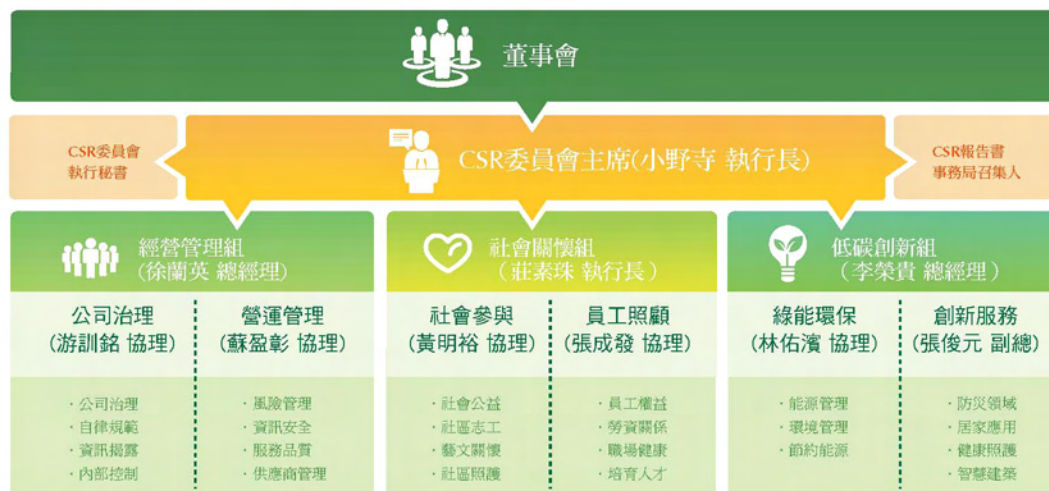 董事會
CSR委員會
執行秘書
CSR委員會主席(小野寺 執行長)
CSR報告書
事務局召集人
經營管理組
(徐蘭英 總經理)
公司治理
(游訓銘 協理)
・公司治理
・自律規範
・資訊揭露
・內部控制
營運管理
(蘇盈彰 協理)
・風險管理
・資訊安全
・服務品質
・供應商管理
社會關懷組
(莊素珠 執行長)
社會參與
(黃明裕 協理)
・社會公益
・社區志工
・藝文關懷
・社區照護
員工照顧
(張成發 協理)
・員工權益
・勞資關係
・職場健康
・培育人才
低碳創新組
(李榮貴 總經理)
綠能環保
(林佑濱 協理)
・能源管理
・環境管理
・節約能源
創新服務
(張俊元 副總)
・防災領域
・居家應用
・健康照護
・智慧建築